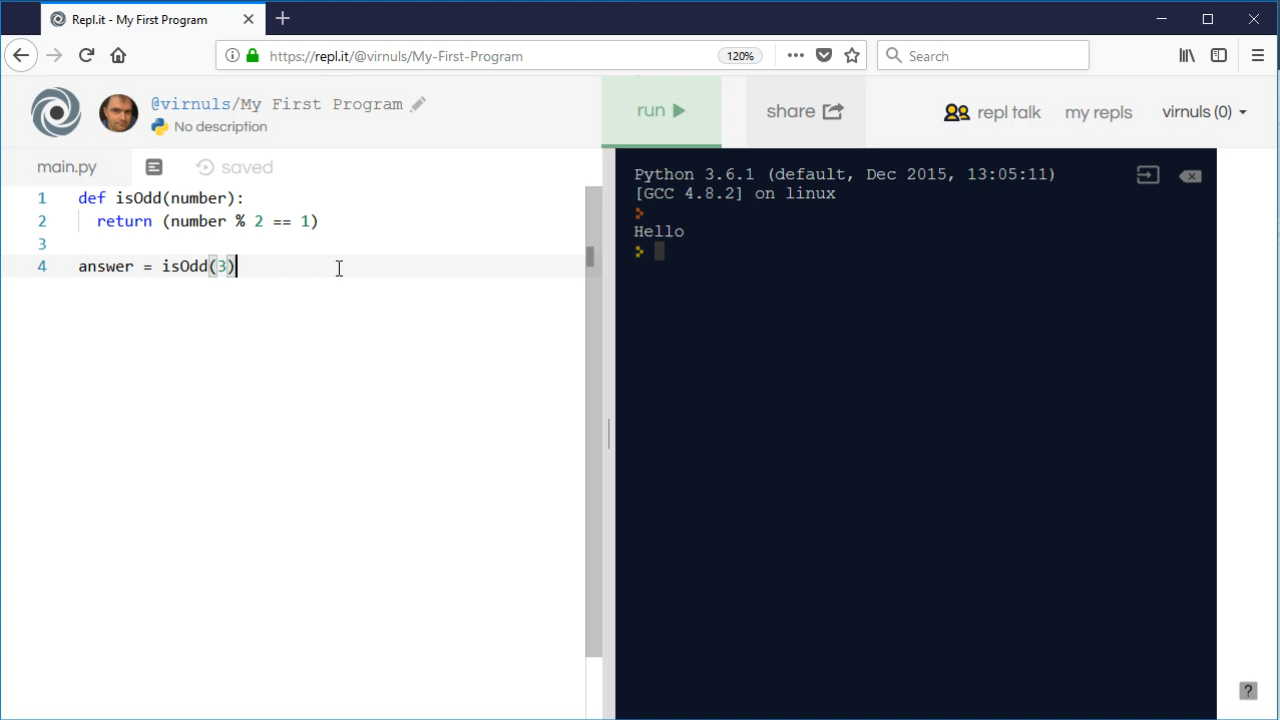 Repl.it - My First Program
https://repl.it/@virnuls/My-First-Program
120%
Search
@virnuls/My First Program
No description
run
share
repl talk
my repls
virnuls (0)
main.py
saved
1 def isOdd(number):
2 return (number % 2 == 1)
3
4 answer = isOdd(3)
Python 3.6.1 (default, Dec 2015, 13:05:11)
[GCC 4.8.2] on linux
Hello
?